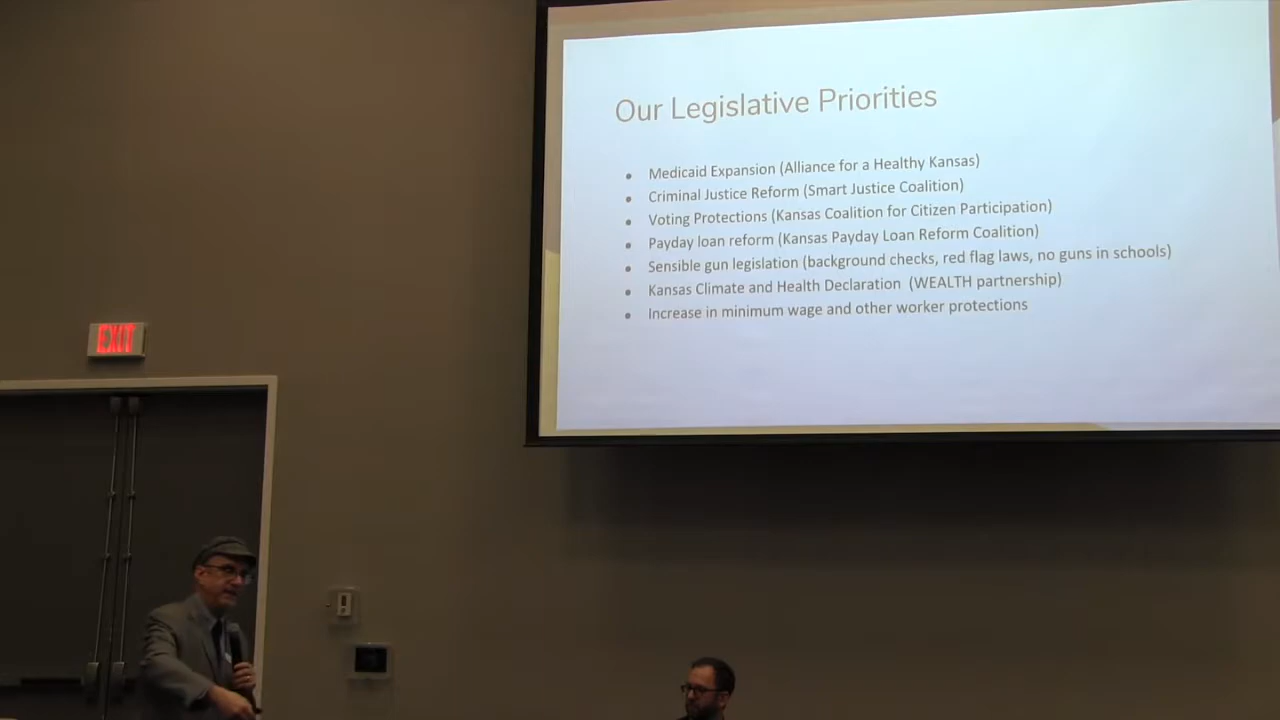 Our Legislative Priorities
• Medicaid Expansion (Alliance for a Healthy Kansas)
• Criminal Justice Reform (Smart Justice Coalition)
• Voting Protections (Kansas Coalition for Citizen Participation)
• Payday loan reform (Kansas Payday Loan Reform Coalition)
• Sensible gun legislation (background checks, red flag laws, no guns in schools)
• Kansas Climate and Health Declaration (WEALTH partnership)
• Increase in minimum wage and other worker protections
EXIT